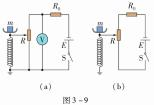 R₀ R₀
m R V E m R E
S S
(a) (b)
图 3-9